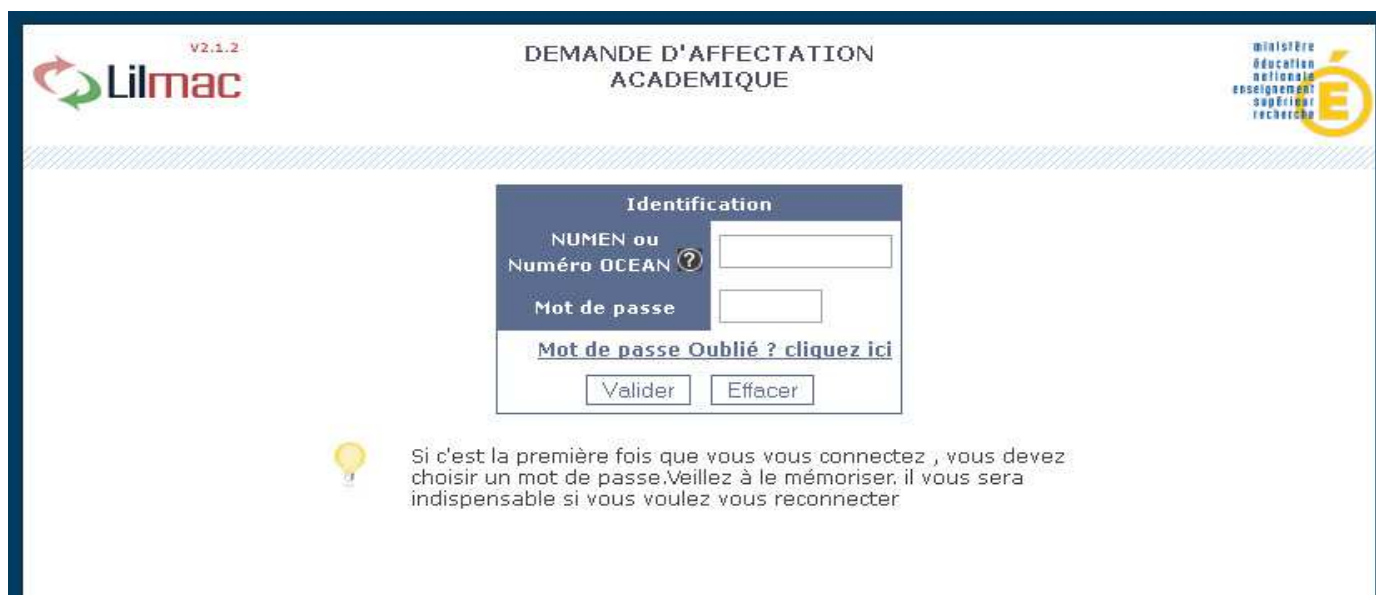 V2.1.2
Lilmac
DEMANDE D'AFFECTATION
ACADEMIQUE
ministère
éducation
nationale
enseignement
supérieur
recherche
É
Identification
NUMEN ou
Numéro OCEAN ?
Mot de passe
Mot de passe Oublié ? cliquez ici
Valider Effacer
Si c'est la première fois que vous vous connectez , vous devez
choisir un mot de passe.Veillez à le mémoriser. il vous sera
indispensable si vous voulez vous reconnecter